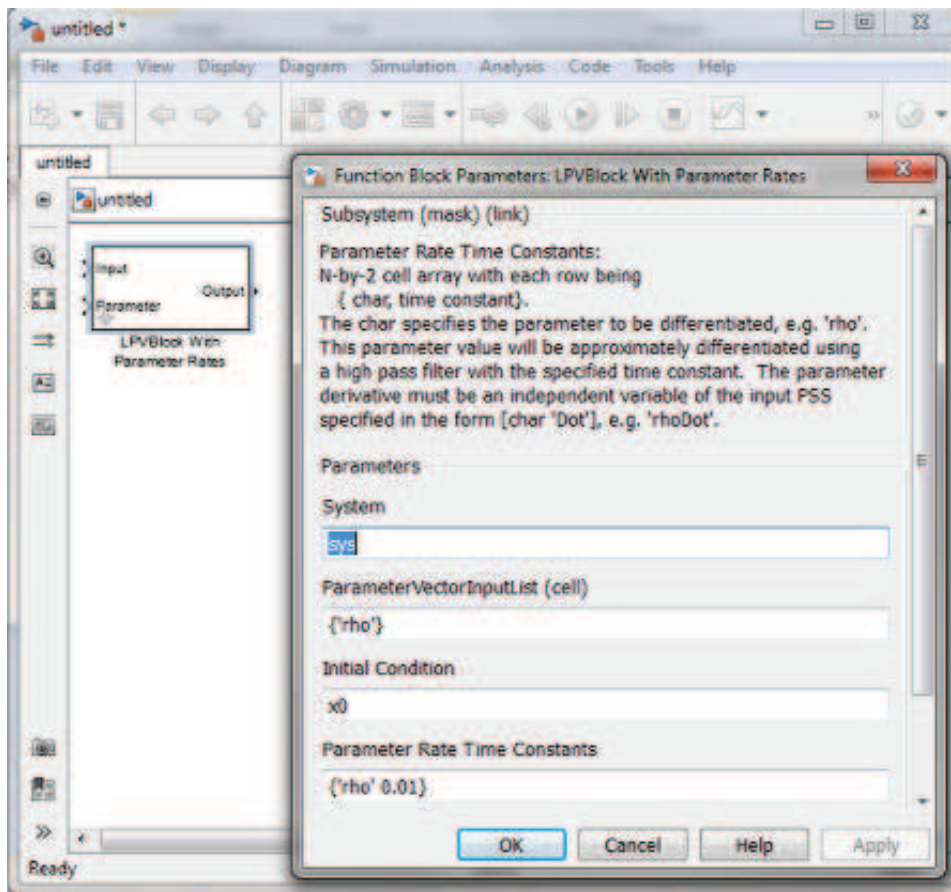 untitled *
File Edit View Display Diagram Simulation Analysis Code Tools Help
untitled
untitled
Input
Parameter
Output
LPVBlock With
Parameter Rates
Function Block Parameters: LPVBlock With Parameter Rates
Subsystem (mask) (link)
Parameter Rate Time Constants:
N-by-2 cell array with each row being
{ char, time constant}.
The char specifies the parameter to be differentiated, e.g. 'rho'.
This parameter value will be approximately differentiated using
a high pass filter with the specified time constant. The parameter
derivative must be an independent variable of the input PSS
specified in the form [char 'Dot'], e.g. 'rhoDot'.
Parameters
System
sys
ParameterVectorInputList (cell)
{'rho'}
Initial Condition
x0
Parameter Rate Time Constants
{'rho' 0.01}
OK Cancel Help Apply
Ready